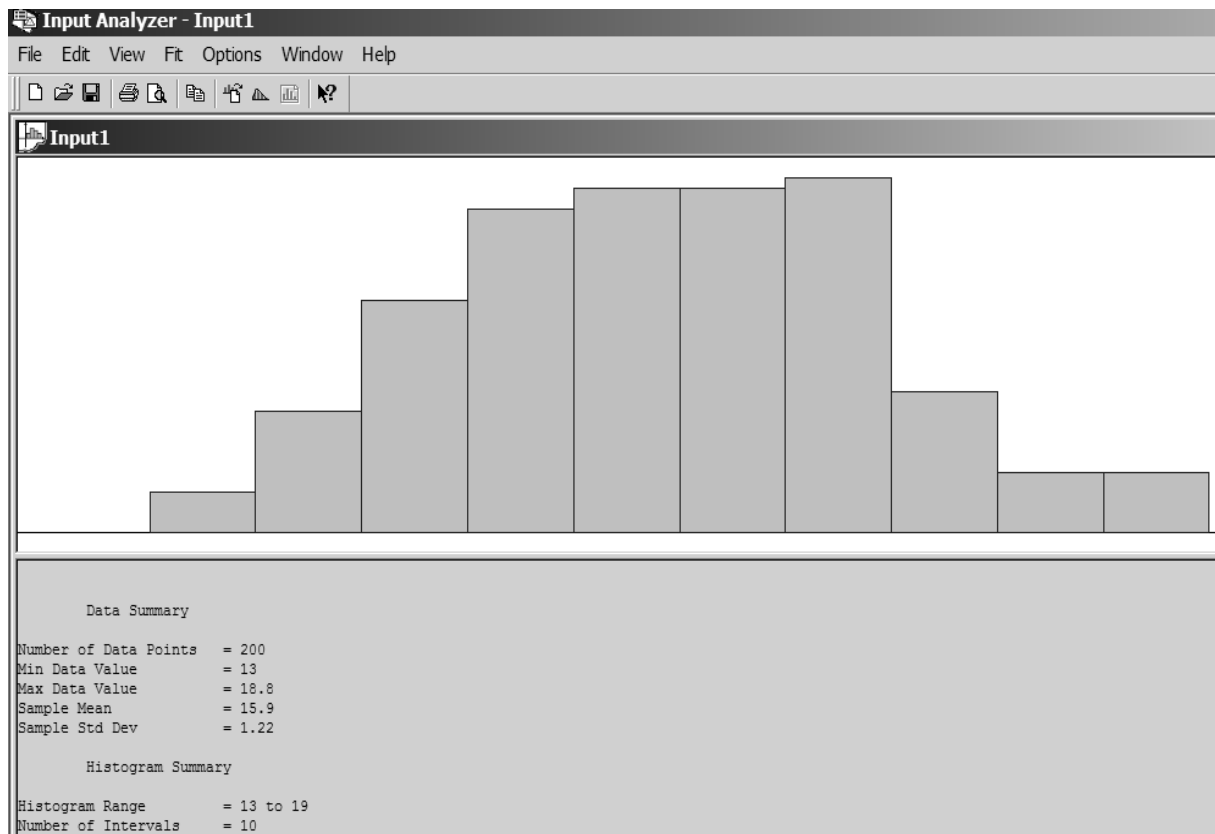 Input Analyzer - Input1
File Edit View Fit Options Window Help
Input1
Data Summary
Number of Data Points = 200
Min Data Value = 13
Max Data Value = 18.8
Sample Mean = 15.9
Sample Std Dev = 1.22
Histogram Summary
Histogram Range = 13 to 19
Number of Intervals = 10